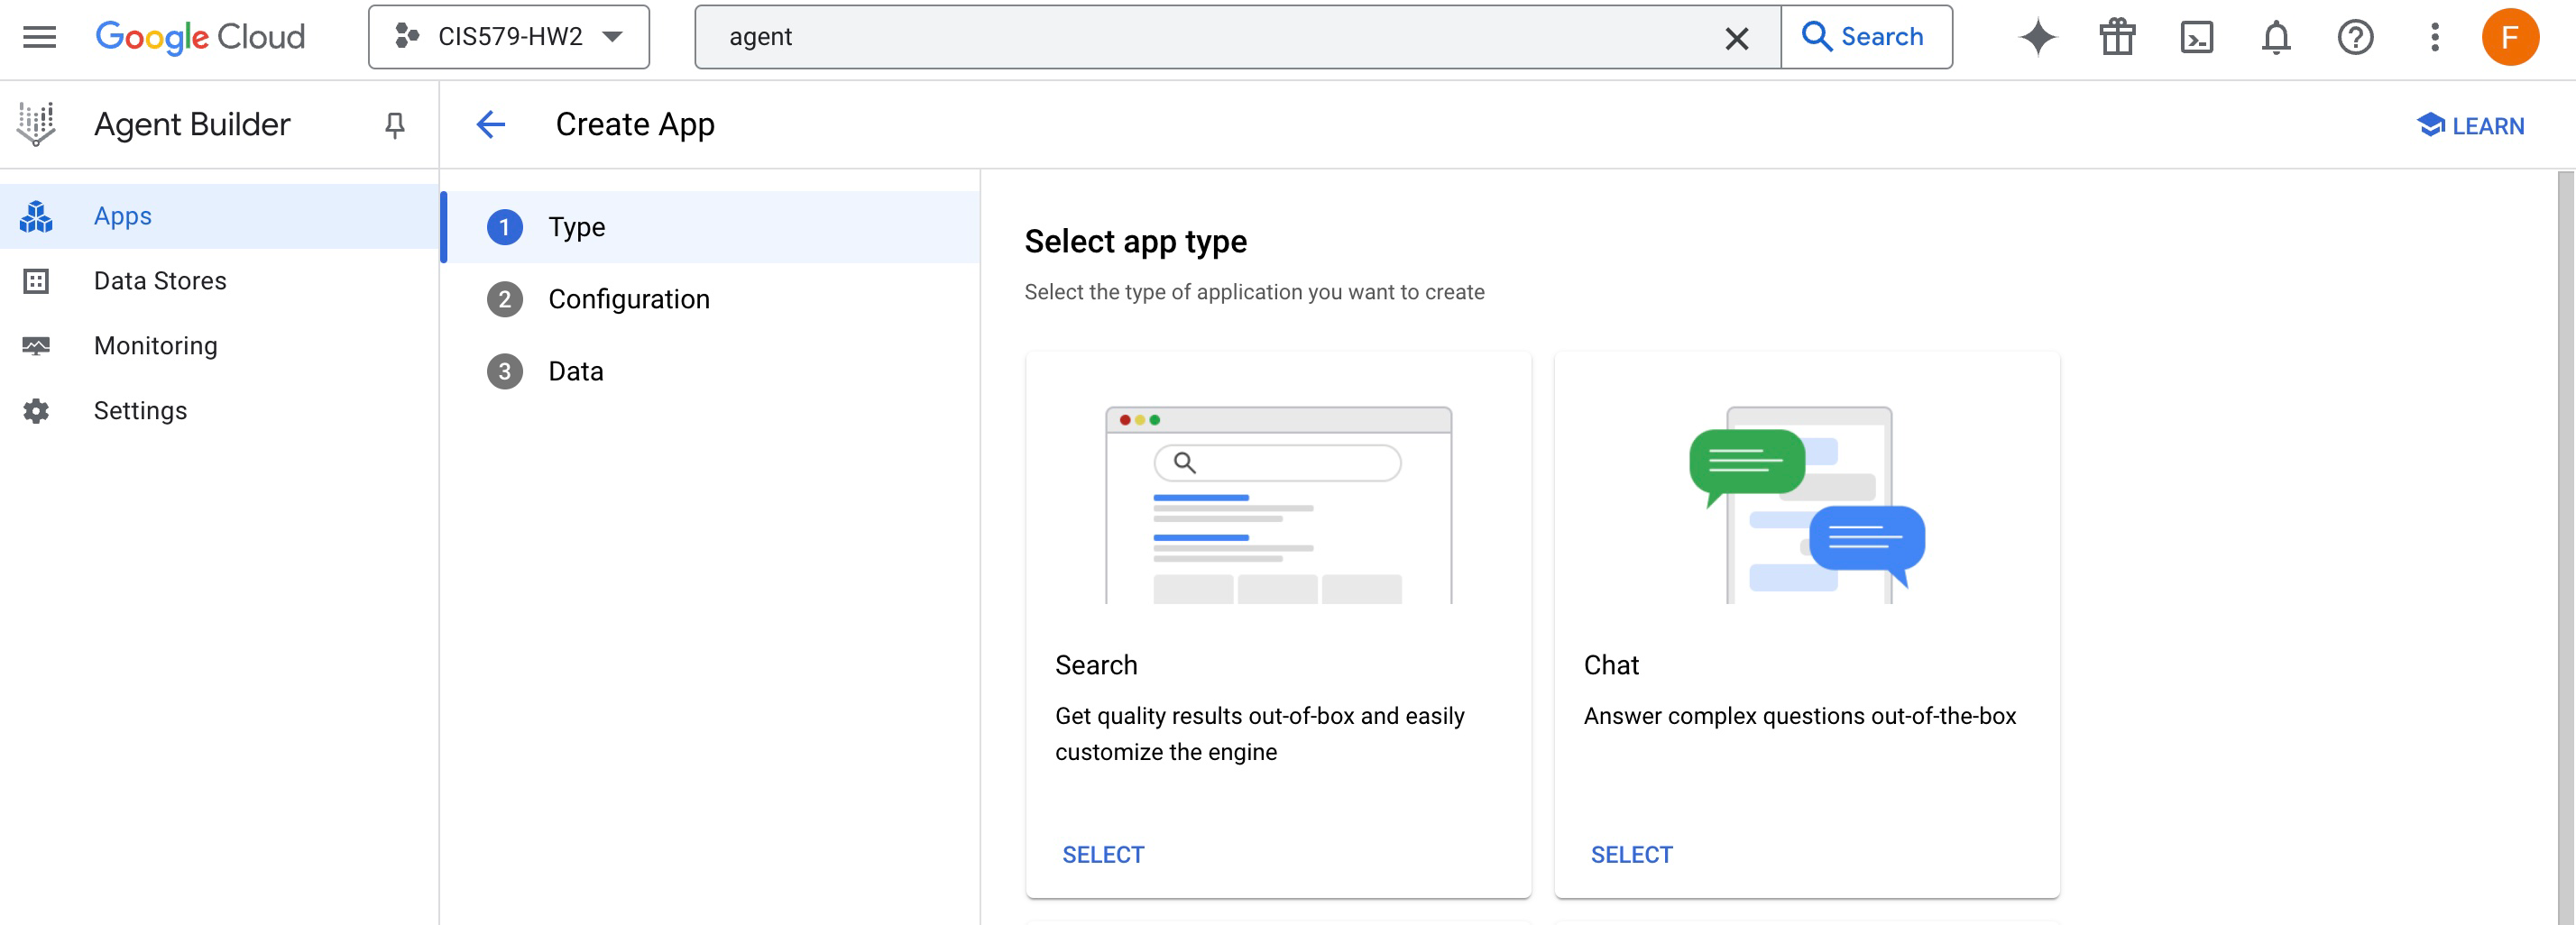 Google Cloud
CIS579-HW2
agent
Search
F
Agent Builder
Create App
LEARN
Apps
Data Stores
Monitoring
Settings
1 Type
2 Configuration
3 Data
Select app type
Select the type of application you want to create
Search
Get quality results out-of-box and easily
customize the engine
SELECT
Chat
Answer complex questions out-of-the-box
SELECT